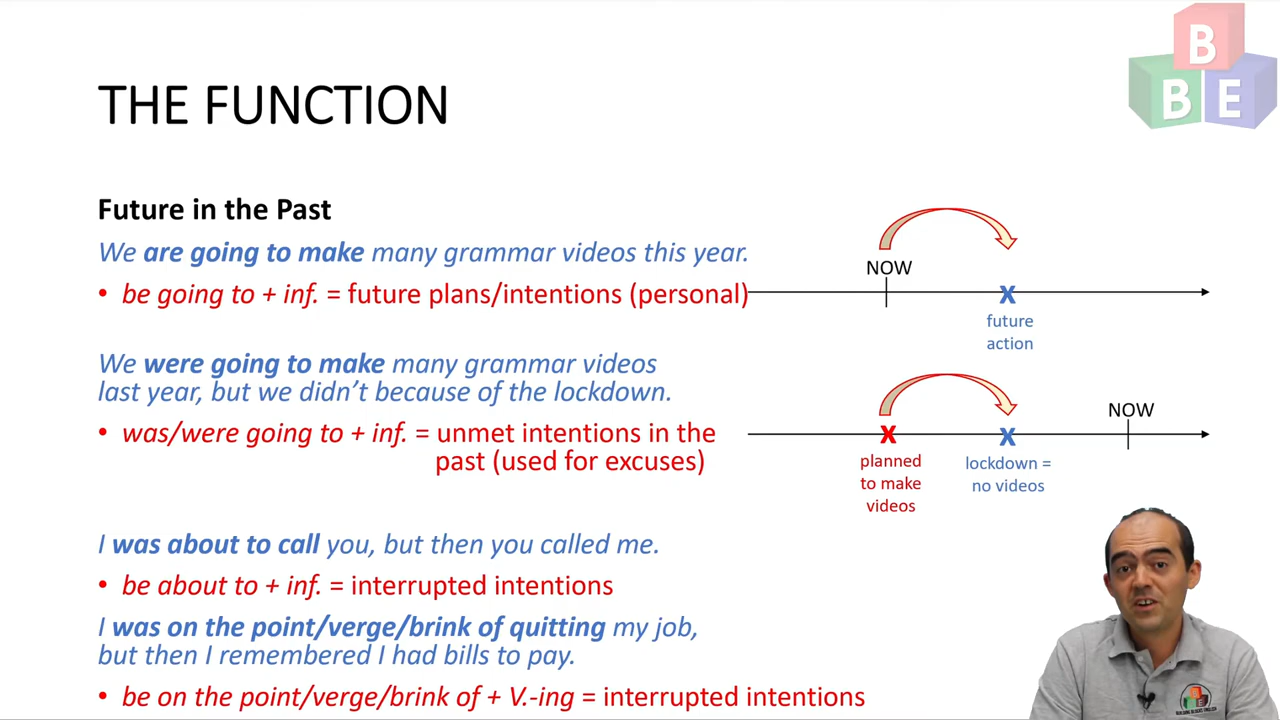 B
B E
THE FUNCTION
Future in the Past
We are going to make many grammar videos this year.
• be going to + inf. = future plans/intentions (personal)
NOW
X
future
action
We were going to make many grammar videos
last year, but we didn't because of the lockdown.
• was/were going to + inf. = unmet intentions in the
past (used for excuses)
NOW
X
X
planned
to make
videos
lockdown =
no videos
I was about to call you, but then you called me.
• be about to + inf. = interrupted intentions
I was on the point/verge/brink of quitting my job,
but then I remembered I had bills to pay.
• be on the point/verge/brink of + V.-ing = interrupted intentions